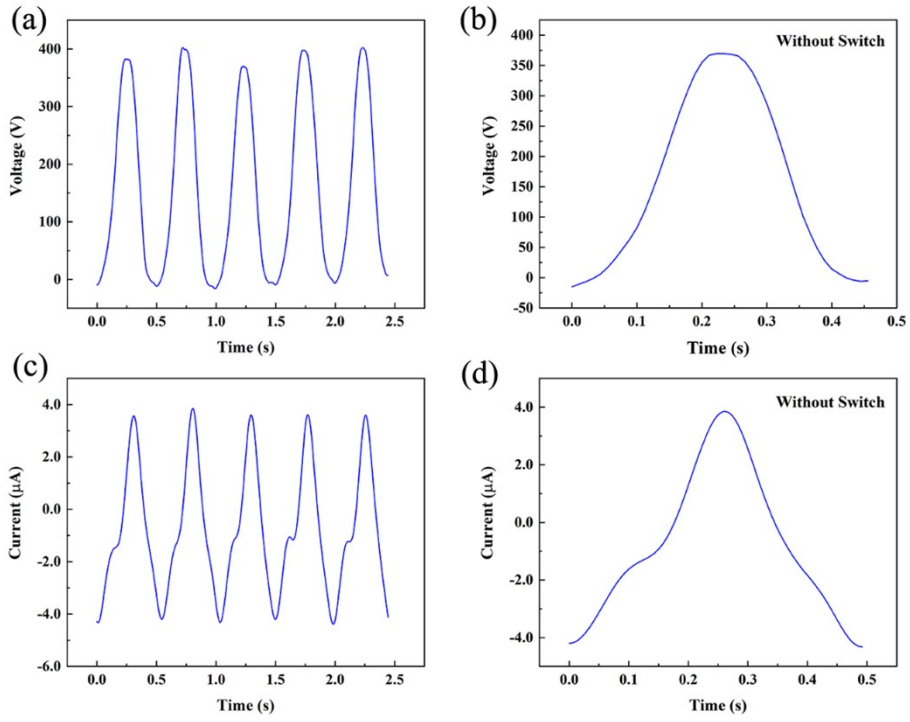 (a)
400
300
200
100
0
Voltage (V)
0.0 0.5 1.0 1.5 2.0 2.5
Time (s)
(b)
Without Switch
400
350
300
250
200
150
100
50
0
-50
Voltage (V)
0.0 0.1 0.2 0.3 0.4 0.5
Time (s)
(c)
4.0
2.0
0.0
-2.0
-4.0
-6.0
Current (μA)
0.0 0.5 1.0 1.5 2.0 2.5
Time (s)
(d)
Without Switch
4.0
2.0
0.0
-2.0
-4.0
Current (μA)
0.0 0.1 0.2 0.3 0.4 0.5
Time (s)